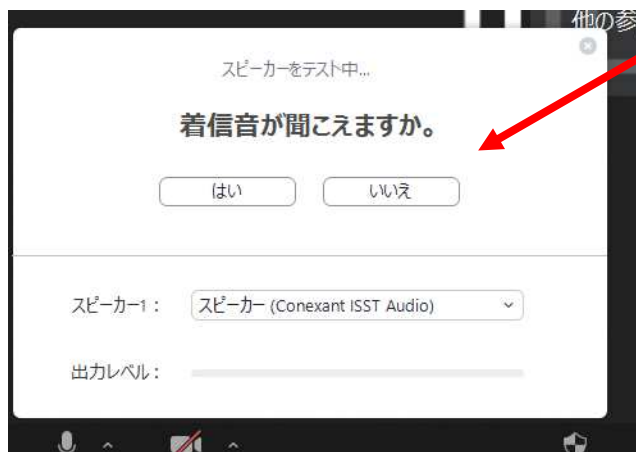 他の参
スピーカーをテスト中...
着信音が聞こえますか。
はい
いいえ
スピーカー1：
スピーカー (Conexant ISST Audio)
出力レベル：